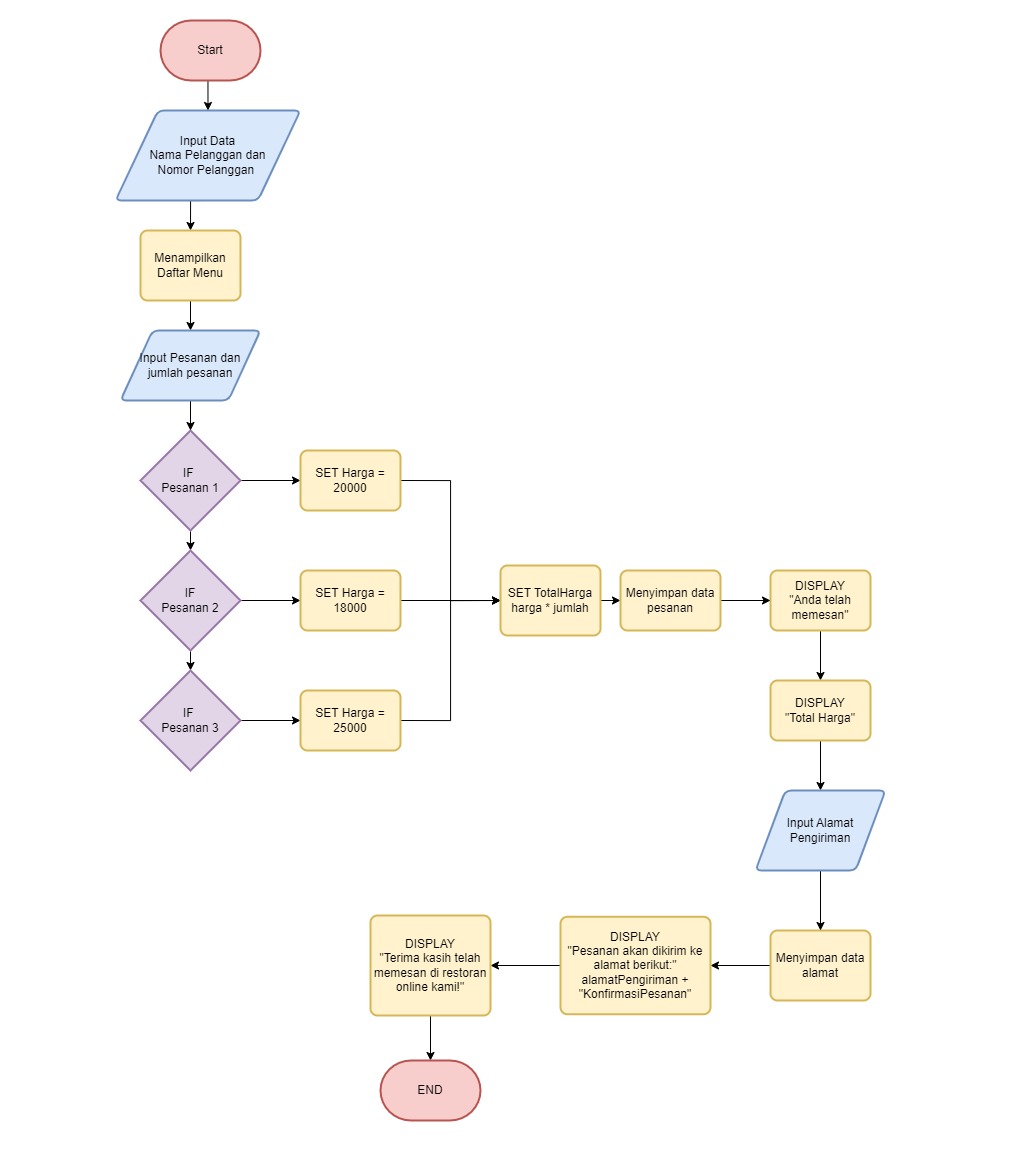 Start
Input Data
Nama Pelanggan dan
Nomor Pelanggan
Menampilkan
Daftar Menu
Input Pesanan dan
jumlah pesanan
IF
Pesanan 1
SET Harga =
20000
IF
Pesanan 2
SET Harga =
18000
IF
Pesanan 3
SET Harga =
25000
SET TotalHarga
harga * jumlah
Menyimpan data
pesanan
DISPLAY
"Anda telah
memesan"
DISPLAY
"Total Harga"
Input Alamat
Pengiriman
Menyimpan data
alamat
DISPLAY
"Pesanan akan dikirim ke
alamat berikut:"
alamatPengiriman +
"KonfirmasiPesanan"
DISPLAY
"Terima kasih telah
memesan di restoran
online kami!"
END